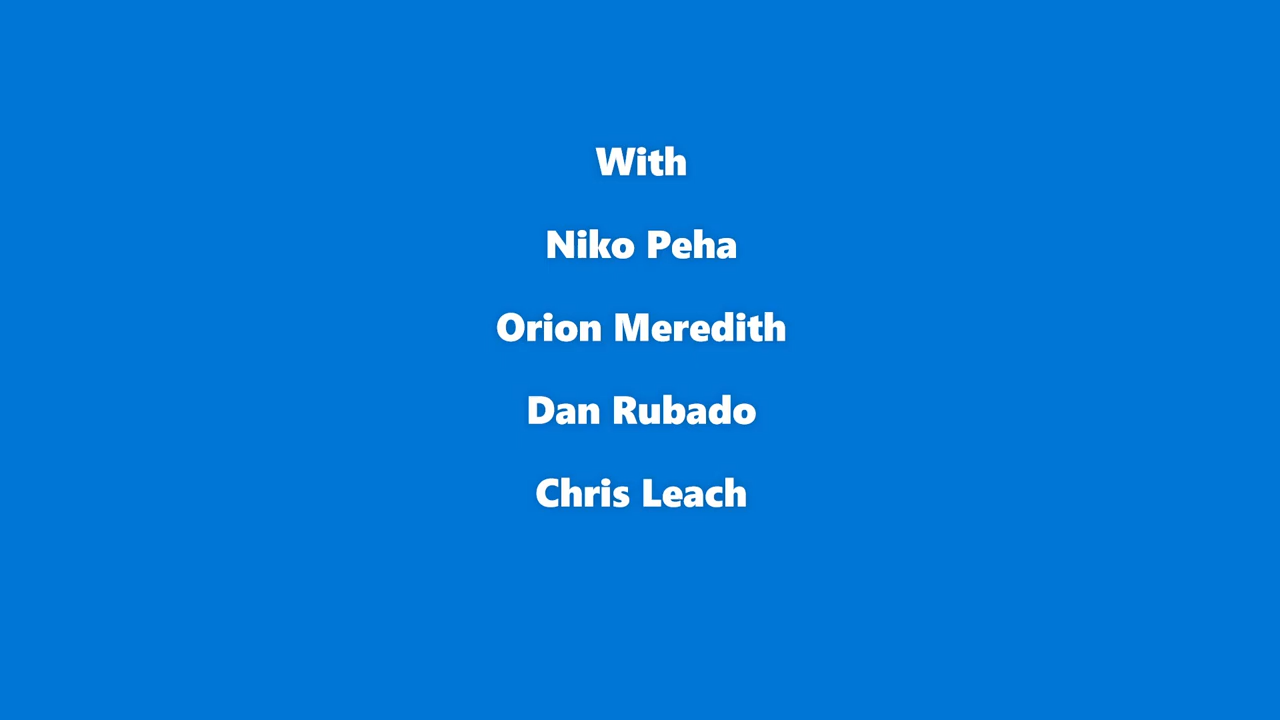 With
Niko Peha
Orion Meredith
Dan Rubado
Chris Leach